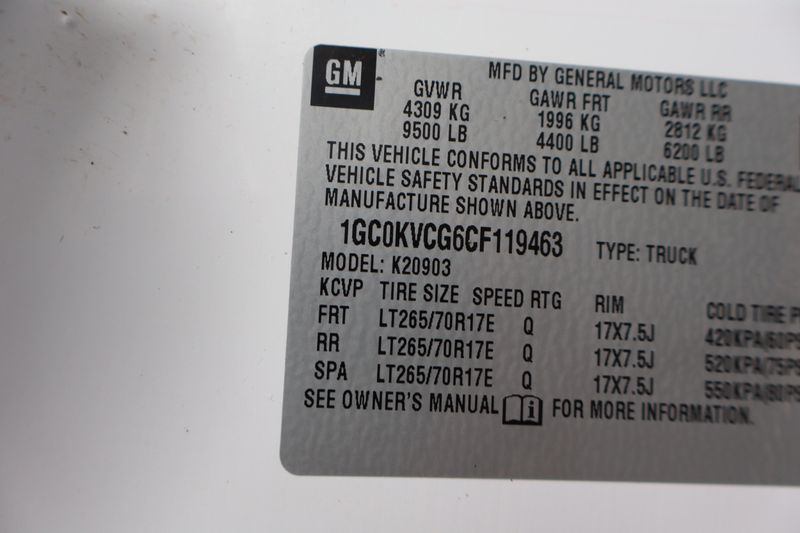 GM
MFD BY GENERAL MOTORS LLC
GVWR GAWR FRT GAWR RR
4309 KG 1996 KG 2812 KG
9500 LB 4400 LB 6200 LB
THIS VEHICLE CONFORMS TO ALL APPLICABLE U.S. FEDERAL
VEHICLE SAFETY STANDARDS IN EFFECT ON THE DATE OF
MANUFACTURE SHOWN ABOVE.
1GC0KVCG6CF119463 TYPE: TRUCK
MODEL: K20903
KCVP TIRE SIZE SPEED RTG RIM COLD TIRE P
FRT LT265/70R17E Q 17X7.5J 420KPA(60PS
RR LT265/70R17E Q 17X7.5J 520KPA(75PS
SPA LT265/70R17E Q 17X7.5J 550KPA(80PS
SEE OWNER'S MANUAL i FOR MORE INFORMATION.